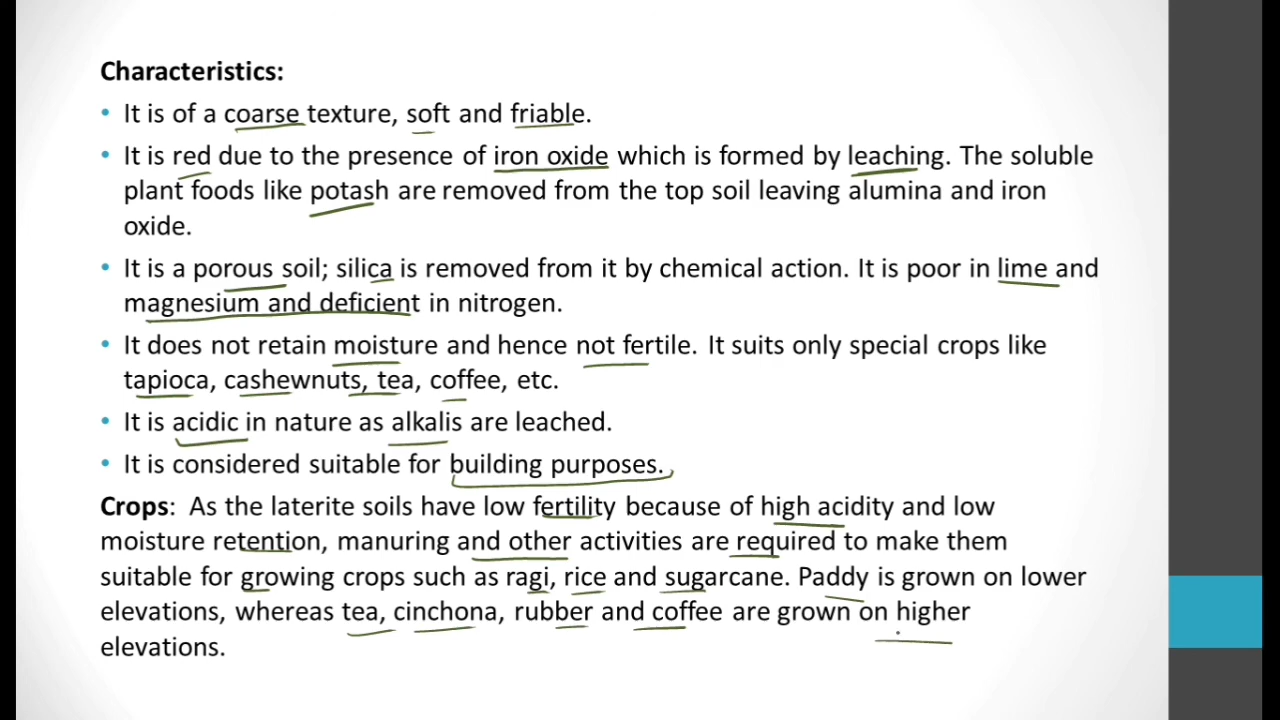 Characteristics:
• It is of a coarse texture, soft and friable.
• It is red due to the presence of iron oxide which is formed by leaching. The soluble
plant foods like potash are removed from the top soil leaving alumina and iron
oxide.
• It is a porous soil; silica is removed from it by chemical action. It is poor in lime and
magnesium and deficient in nitrogen.
• It does not retain moisture and hence not fertile. It suits only special crops like
tapioca, cashewnuts, tea, coffee, etc.
• It is acidic in nature as alkalis are leached.
• It is considered suitable for building purposes.
Crops: As the laterite soils have low fertility because of high acidity and low
moisture retention, manuring and other activities are required to make them
suitable for growing crops such as ragi, rice and sugarcane. Paddy is grown on lower
elevations, whereas tea, cinchona, rubber and coffee are grown on higher
elevations.